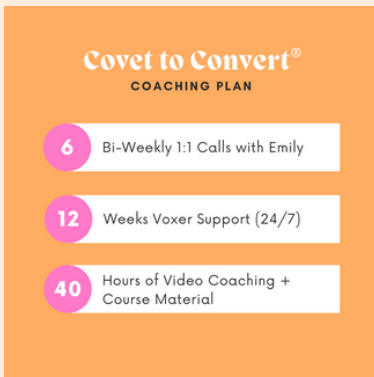 Covet to Convert®
COACHING PLAN
6 Bi-Weekly 1:1 Calls with Emily
12 Weeks Voxer Support (24/7)
40 Hours of Video Coaching +
Course Material